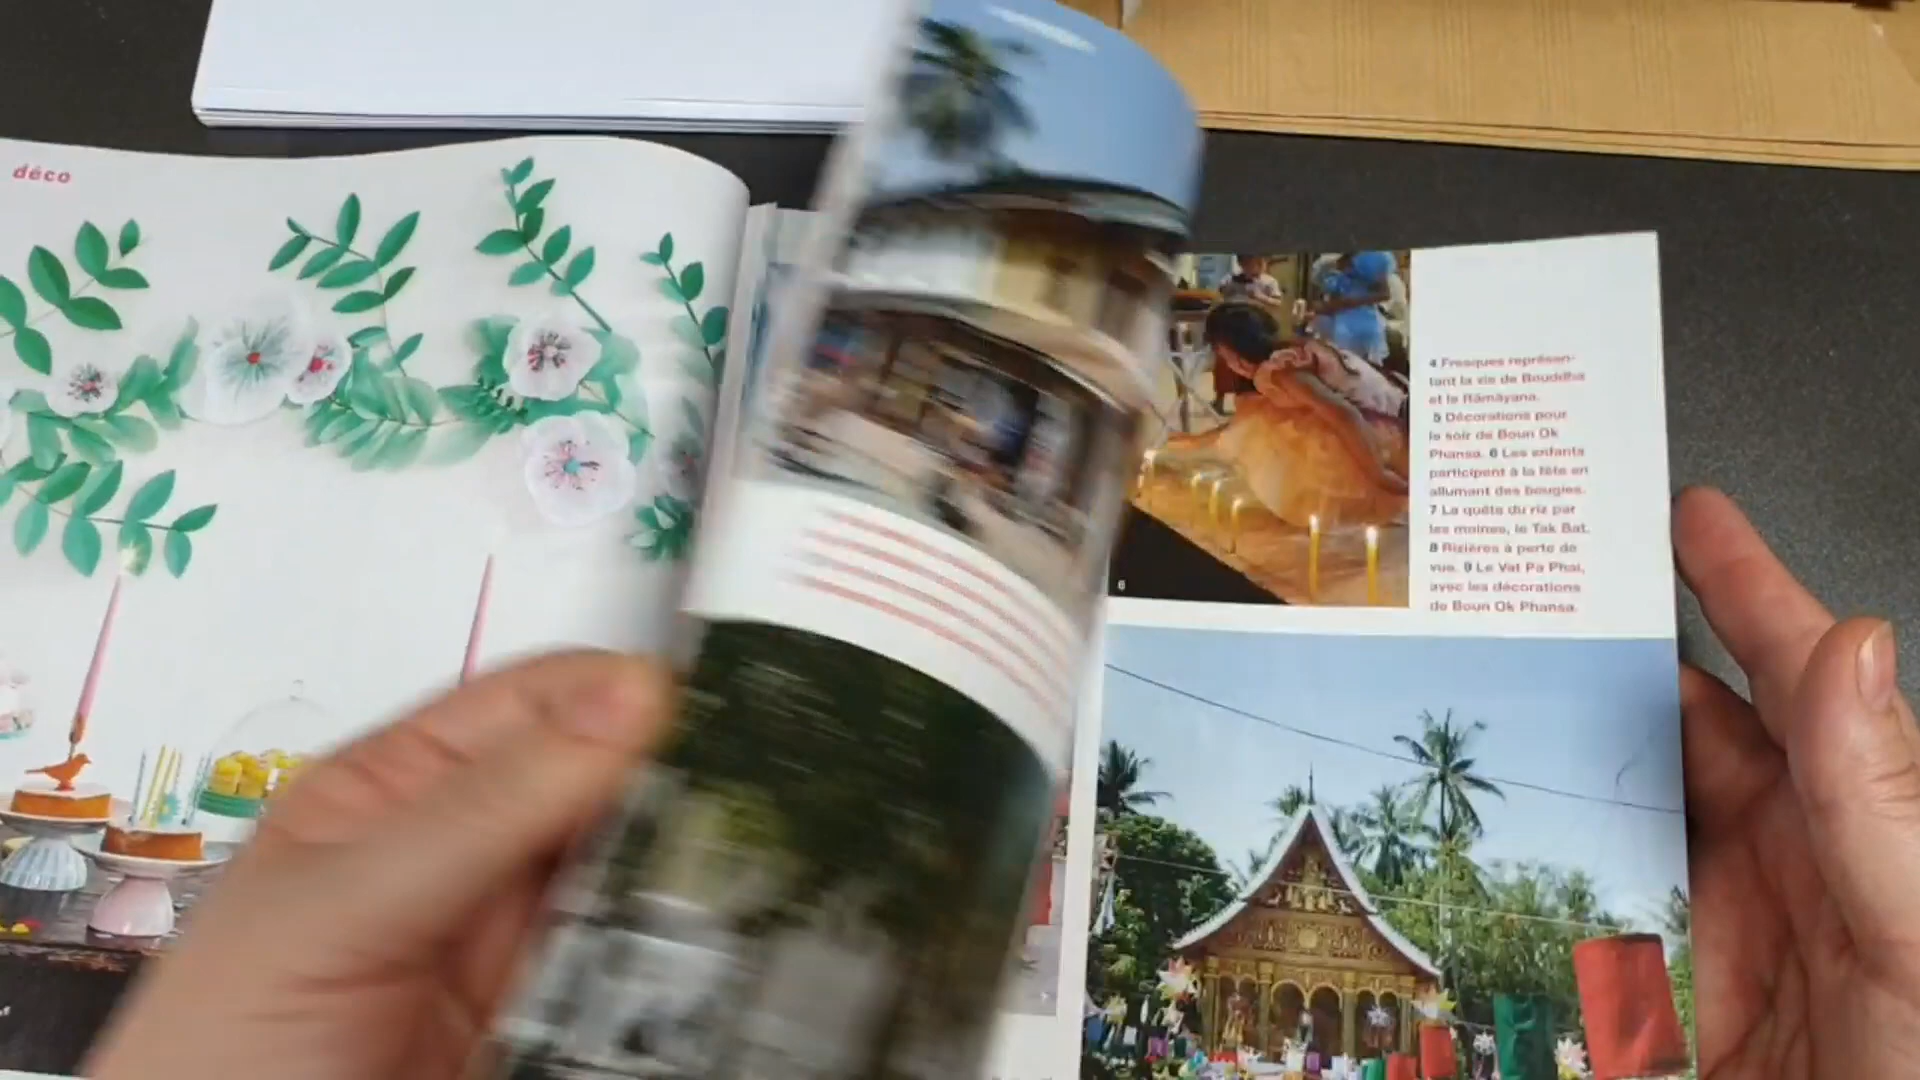 déco
4 Fresques représen-
tant la vie de Bouddha
et le Râmâyana.
5 Décorations pour
le soir de Boun Ok
Phansa. 6 Les enfants
participent à la fête en
allumant des bougies.
7 La quête du riz par
les moines, le Tak Bat.
8 Rizières à perte de
vue. 9 Le Vat Pa Phai,
avec les décorations
de Boun Ok Phansa.
6